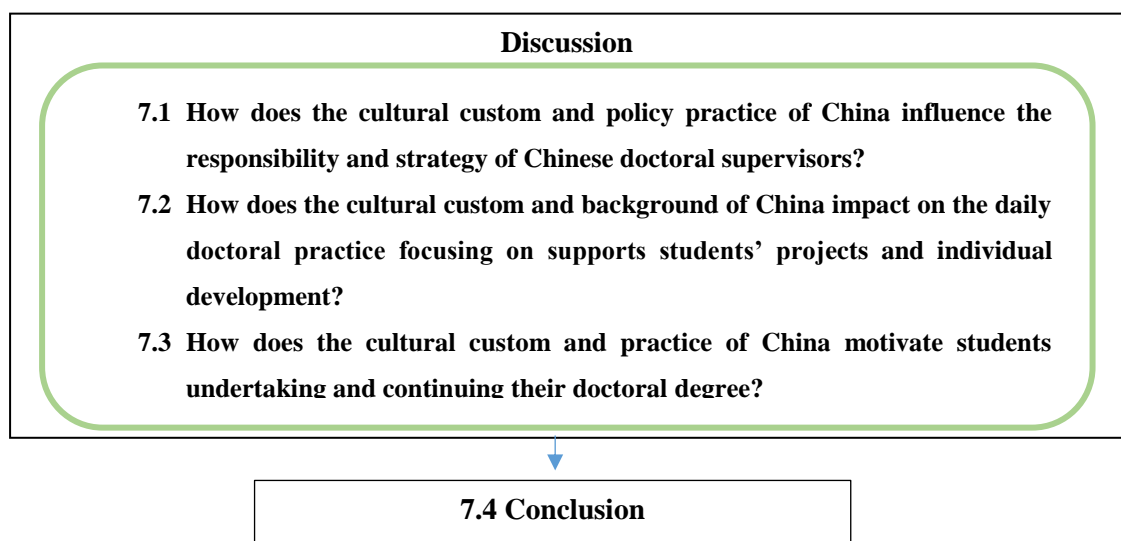 Discussion
7.1 How does the cultural custom and policy practice of China influence the
responsibility and strategy of Chinese doctoral supervisors?
7.2 How does the cultural custom and background of China impact on the daily
doctoral practice focusing on supports students’ projects and individual
development?
7.3 How does the cultural custom and practice of China motivate students
undertaking and continuing their doctoral degree?
7.4 Conclusion